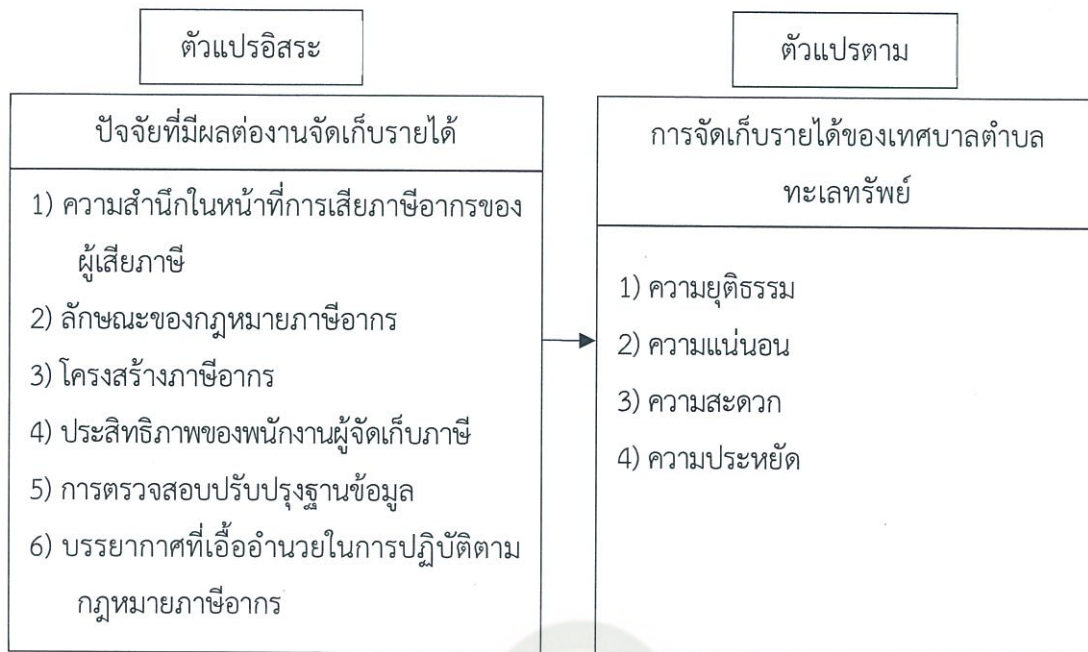 ตัวแปรอิสระ
ปัจจัยที่มีผลต่องานจัดเก็บรายได้
1) ความสำนึกในหน้าที่การเสียภาษีอากรของ
ผู้เสียภาษี
2) ลักษณะของกฎหมายภาษีอากร
3) โครงสร้างภาษีอากร
4) ประสิทธิภาพของพนักงานผู้จัดเก็บภาษี
5) การตรวจสอบปรับปรุงฐานข้อมูล
6) บรรยากาศที่เอื้ออำนวยในการปฏิบัติตาม
กฎหมายภาษีอากร
ตัวแปรตาม
การจัดเก็บรายได้ของเทศบาลตำบล
ทะเลทรัพย์
1) ความยุติธรรม
2) ความแน่นอน
3) ความสะดวก
4) ความประหยัด